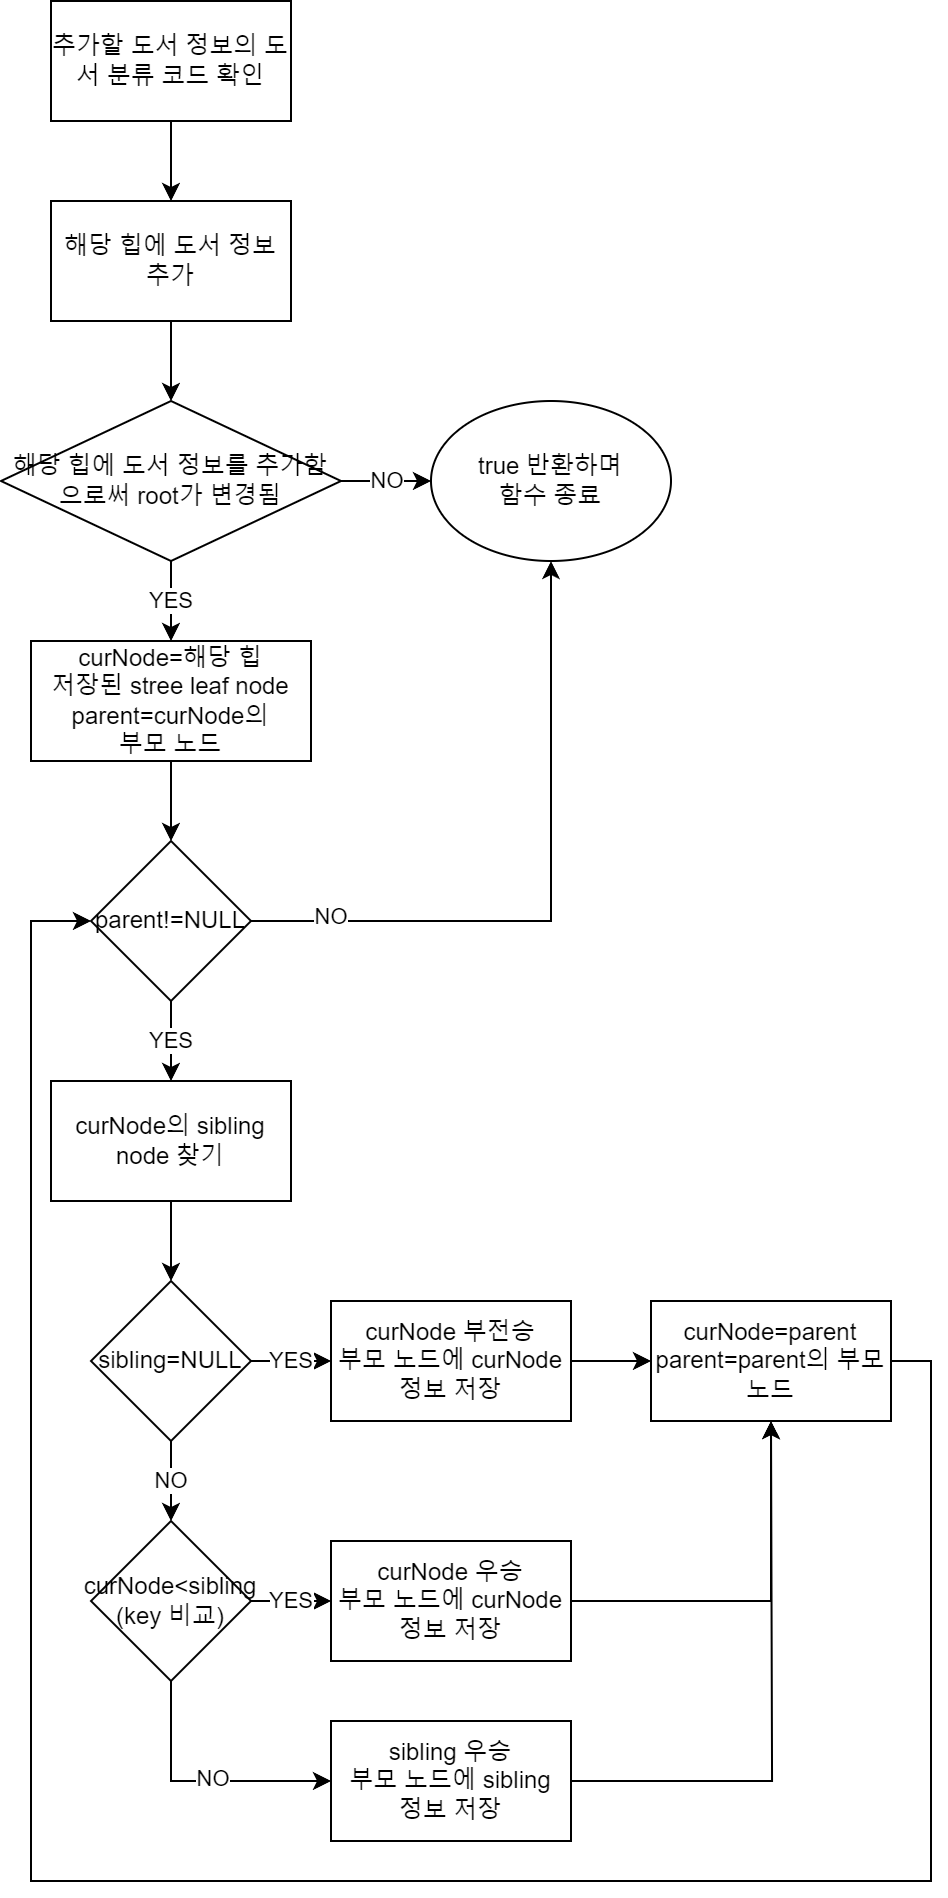 추가할 도서 정보의 도
서 분류 코드 확인
해당 힙에 도서 정보
추가
해당 힙에 도서 정보를 추가함
으로써 root가 변경됨
NO
true 반환하며
함수 종료
YES
curNode=해당 힙
저장된 stree leaf node
parent=curNode의
부모 노드
parent!=NULL
NO
YES
curNode의 sibling
node 찾기
sibling=NULL
YES
curNode 부전승
부모 노드에 curNode
정보 저장
curNode=parent
parent=parent의 부모
노드
NO
curNode<sibling
(key 비교)
YES
curNode 우승
부모 노드에 curNode
정보 저장
NO
sibling 우승
부모 노드에 sibling
정보 저장